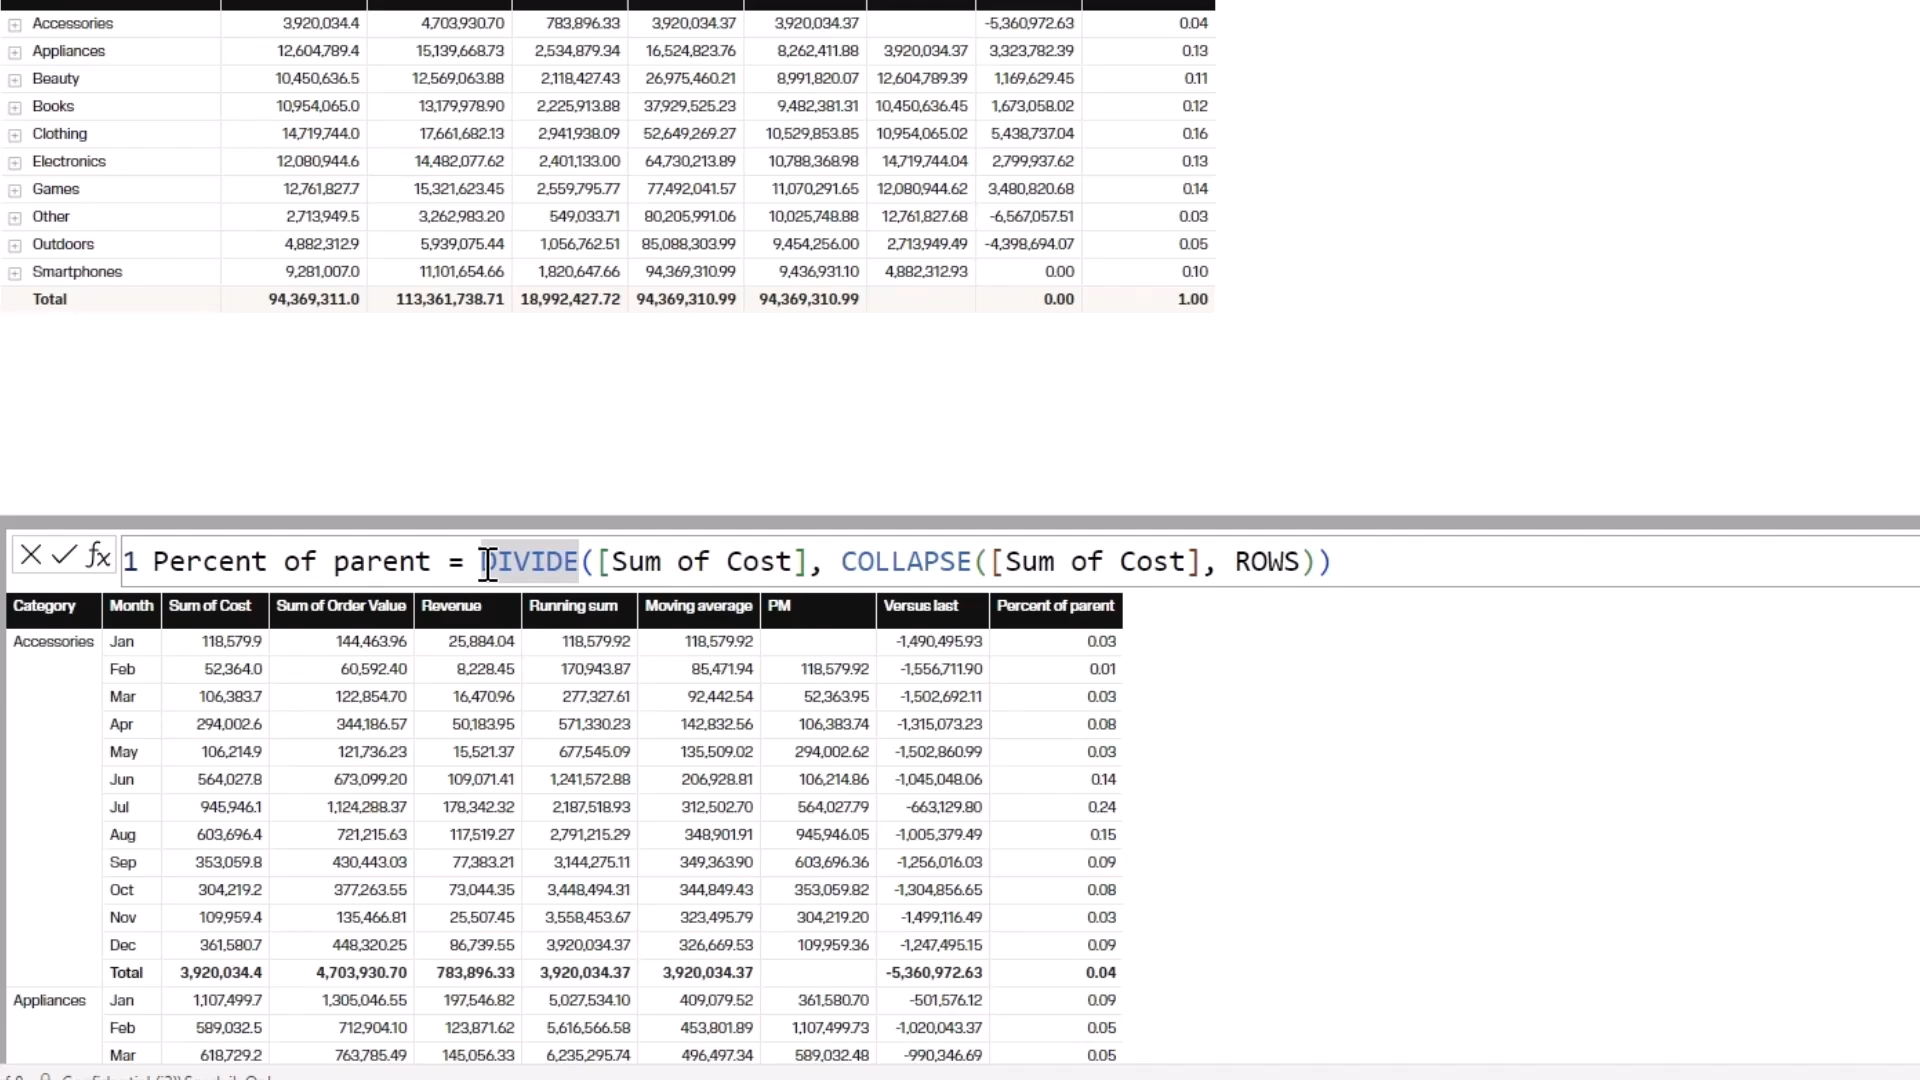 Accessories 3,920,034.4 4,703,930.70 783,896.33 3,920,034.37 3,920,034.37 -5,360,972.63 0.04
Appliances 12,604,789.4 15,139,668.73 2,534,879.34 16,524,823.76 8,262,411.88 3,920,034.37 3,323,782.39 0.13
Beauty 10,450,636.5 12,569,063.88 2,118,427.43 26,975,460.21 8,991,820.07 12,604,789.39 1,169,629.45 0.11
Books 10,954,065.0 13,179,978.90 2,225,913.88 37,929,525.23 9,482,381.31 10,450,636.45 1,673,058.02 0.12
Clothing 14,719,744.0 17,661,682.13 2,941,938.09 52,649,269.27 10,529,853.85 10,954,065.02 5,438,737.04 0.16
Electronics 12,080,944.6 14,482,077.62 2,401,133.00 64,730,213.89 10,788,368.98 14,719,744.04 2,799,937.62 0.13
Games 12,761,827.7 15,321,623.45 2,559,795.77 77,492,041.57 11,070,291.65 12,080,944.62 3,480,820.68 0.14
Other 2,713,949.5 3,262,983.20 549,033.71 80,205,991.06 10,025,748.88 12,761,827.68 -6,567,057.51 0.03
Outdoors 4,882,312.9 5,939,075.44 1,056,762.51 85,088,303.99 9,454,256.00 2,713,949.49 -4,398,694.07 0.05
Smartphones 9,281,007.0 11,101,654.66 1,820,647.66 94,369,310.99 9,436,931.10 4,882,312.93 0.00 0.10
Total 94,369,311.0 113,361,738.71 18,992,427.72 94,369,310.99 94,369,310.99 0.00 1.00
fx 1 Percent of parent = DIVIDE([Sum of Cost], COLLAPSE([Sum of Cost], ROWS))
Category Month Sum of Cost Sum of Order Value Revenue Running sum Moving average PM Versus last Percent of parent
Accessories Jan 118,579.9 144,463.96 25,884.04 118,579.92 118,579.92 -1,490,495.93 0.03
Feb 52,364.0 60,592.40 8,228.45 170,943.87 85,471.94 118,579.92 -1,556,711.90 0.01
Mar 106,383.7 122,854.70 16,470.96 277,327.61 92,442.54 52,363.95 -1,502,692.11 0.03
Apr 294,002.6 344,186.57 50,183.95 571,330.23 142,832.56 106,383.74 -1,315,073.23 0.08
May 106,214.9 121,736.23 15,521.37 677,545.09 135,509.02 294,002.62 -1,502,860.99 0.03
Jun 564,027.8 673,099.20 109,071.41 1,241,572.88 206,928.81 106,214.86 -1,045,048.06 0.14
Jul 945,946.1 1,124,288.37 178,342.32 2,187,518.93 312,502.70 564,027.79 -663,129.80 0.24
Aug 603,696.4 721,215.63 117,519.27 2,791,215.29 348,901.91 945,946.05 -1,005,379.49 0.15
Sep 353,059.8 430,443.03 77,383.21 3,144,275.11 349,363.90 603,696.36 -1,256,016.03 0.09
Oct 304,219.2 377,263.55 73,044.35 3,448,494.31 344,849.43 353,059.82 -1,304,856.65 0.08
Nov 109,959.4 135,466.81 25,507.45 3,558,453.67 323,495.79 304,219.20 -1,499,116.49 0.03
Dec 361,580.7 448,320.25 86,739.55 3,920,034.37 326,669.53 109,959.36 -1,247,495.15 0.09
Total 3,920,034.4 4,703,930.70 783,896.33 3,920,034.37 3,920,034.37 -5,360,972.63 0.04
Appliances Jan 1,107,499.7 1,305,046.55 197,546.82 5,027,534.10 409,079.52 361,580.70 -501,576.12 0.09
Feb 589,032.5 712,904.10 123,871.62 5,616,566.58 453,801.89 1,107,499.73 -1,020,043.37 0.05
Mar 618,729.2 763,785.49 145,056.33 6,235,295.74 496,497.34 589,032.48 -990,346.69 0.05